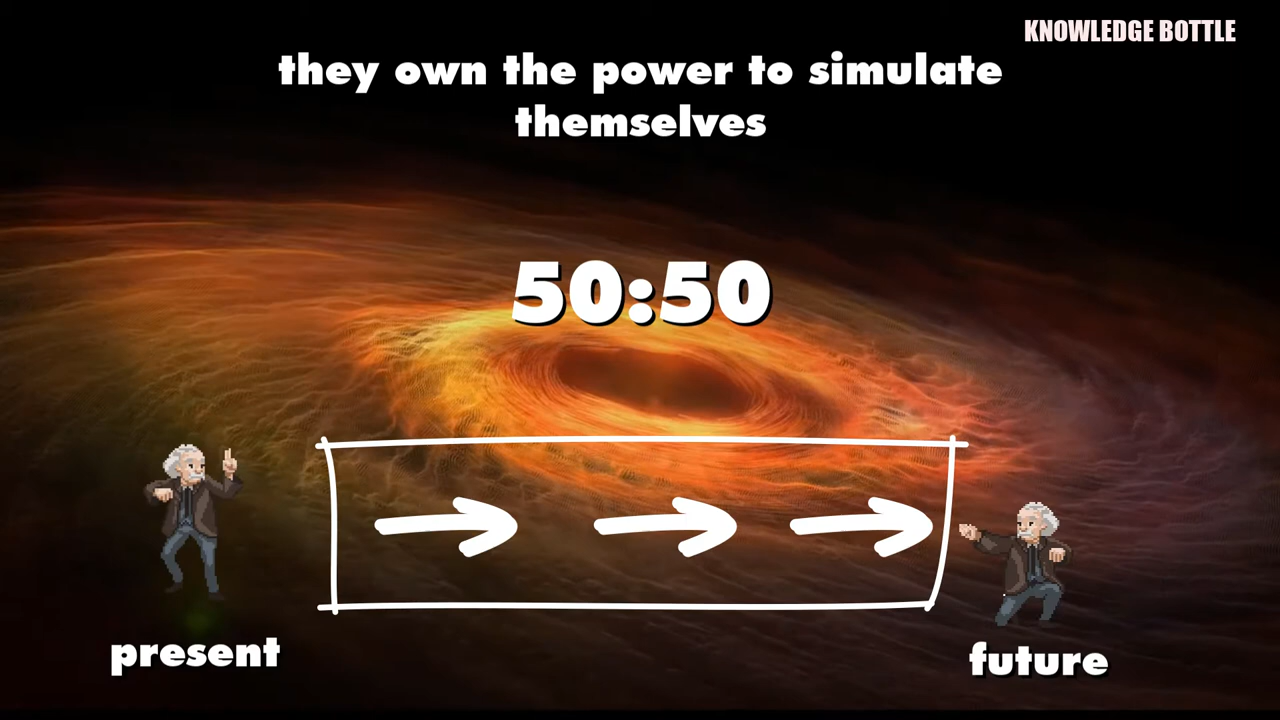 KNOWLEDGE BOTTLE
they own the power to simulate
themselves
50:50
present
future